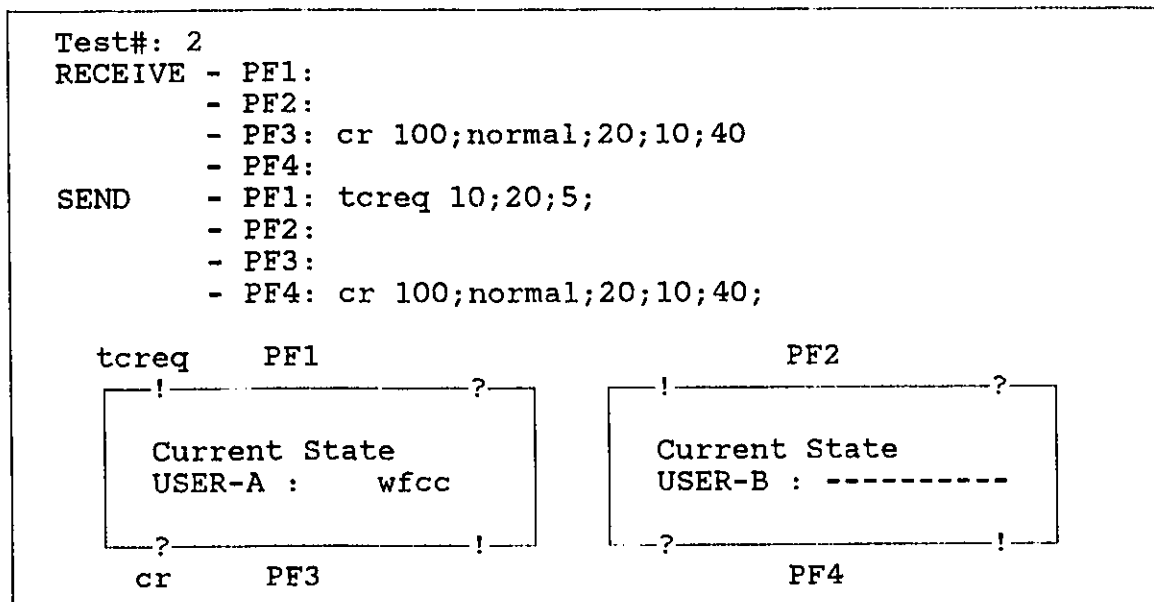 Test#: 2
RECEIVE - PF1:
- PF2:
- PF3: cr 100;normal;20;10;40
- PF4:
SEND - PF1: tcreq 10;20;5;
- PF2:
- PF3:
- PF4: cr 100;normal;20;10;40;
tcreq PF1 PF2
! ? ! ?
Current State Current State
USER-A : wfcc USER-B : ----------
? ! ? !
cr PF3 PF4